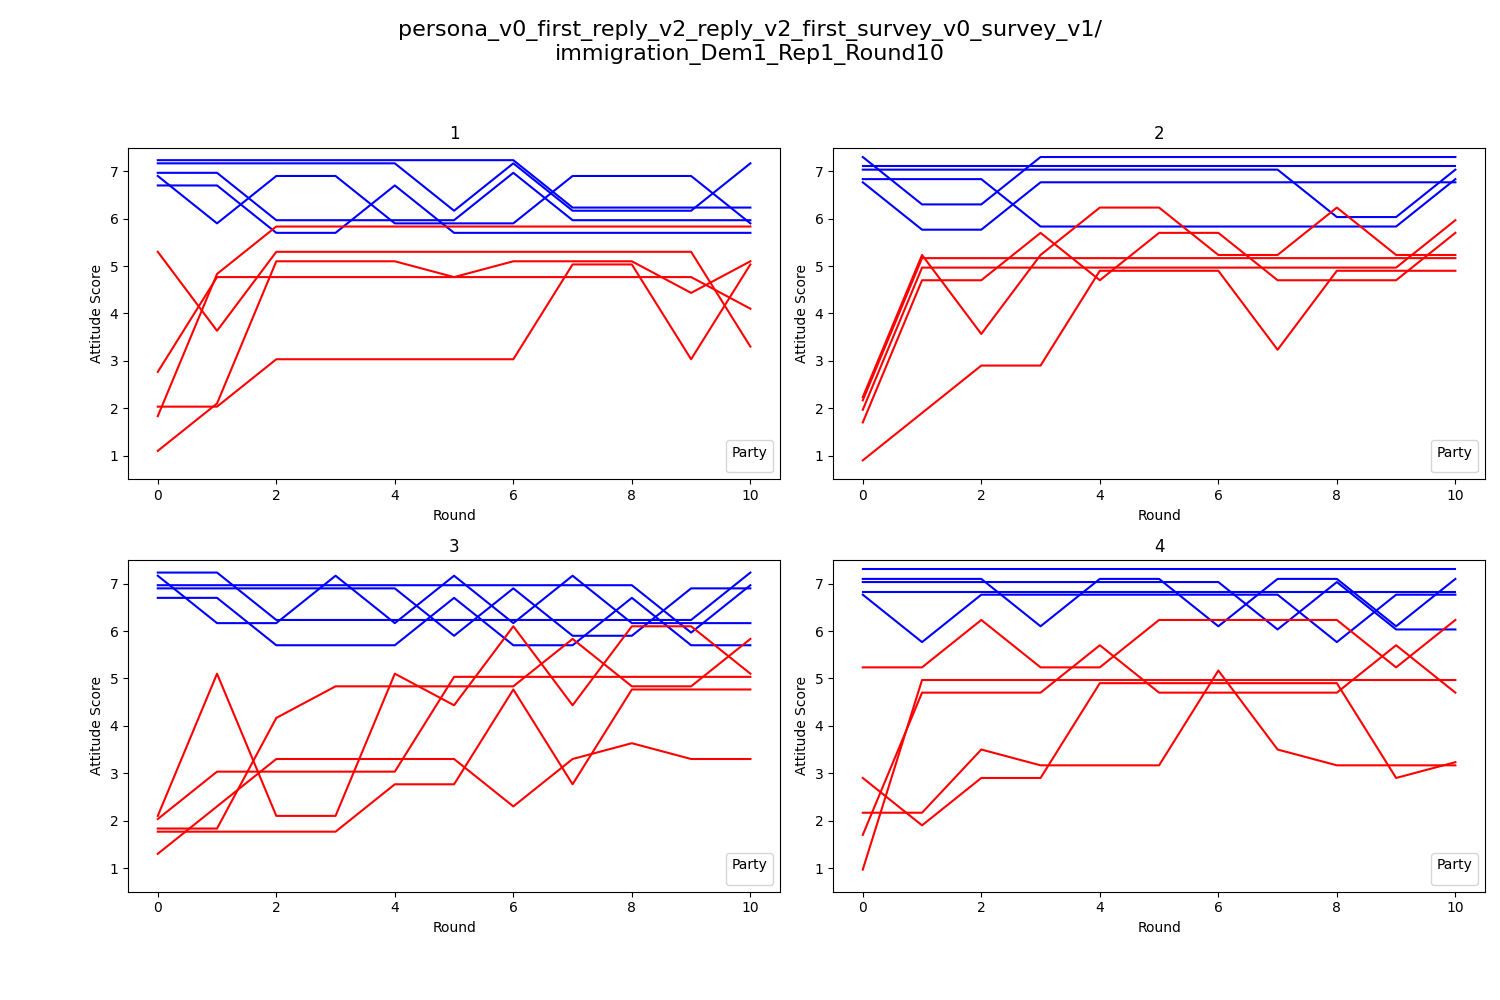 persona_v0_first_reply_v2_reply_v2_first_survey_v0_survey_v1/
immigration_Dem1_Rep1_Round10
1
7
6
5
4
3
2
1
Attitude Score
0 2 4 6 8 10
Round
Party
2
7
6
5
4
3
2
1
Attitude Score
0 2 4 6 8 10
Round
Party
3
7
6
5
4
3
2
1
Attitude Score
0 2 4 6 8 10
Round
Party
4
7
6
5
4
3
2
1
Attitude Score
0 2 4 6 8 10
Round
Party